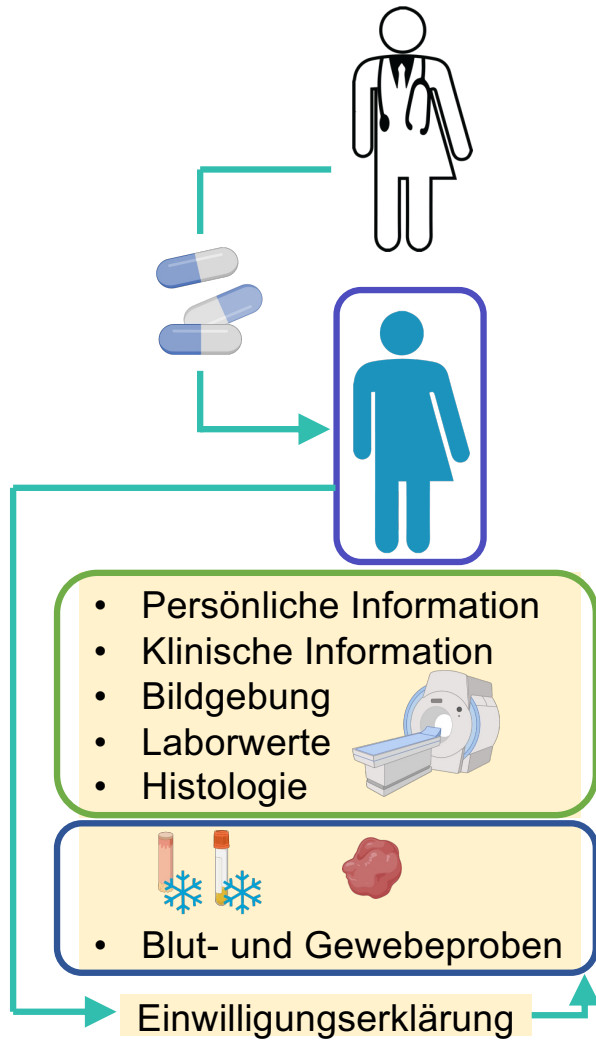 • Persönliche Information
• Klinische Information
• Bildgebung
• Laborwerte
• Histologie
• Blut- und Gewebeproben
Einwilligungserklärung